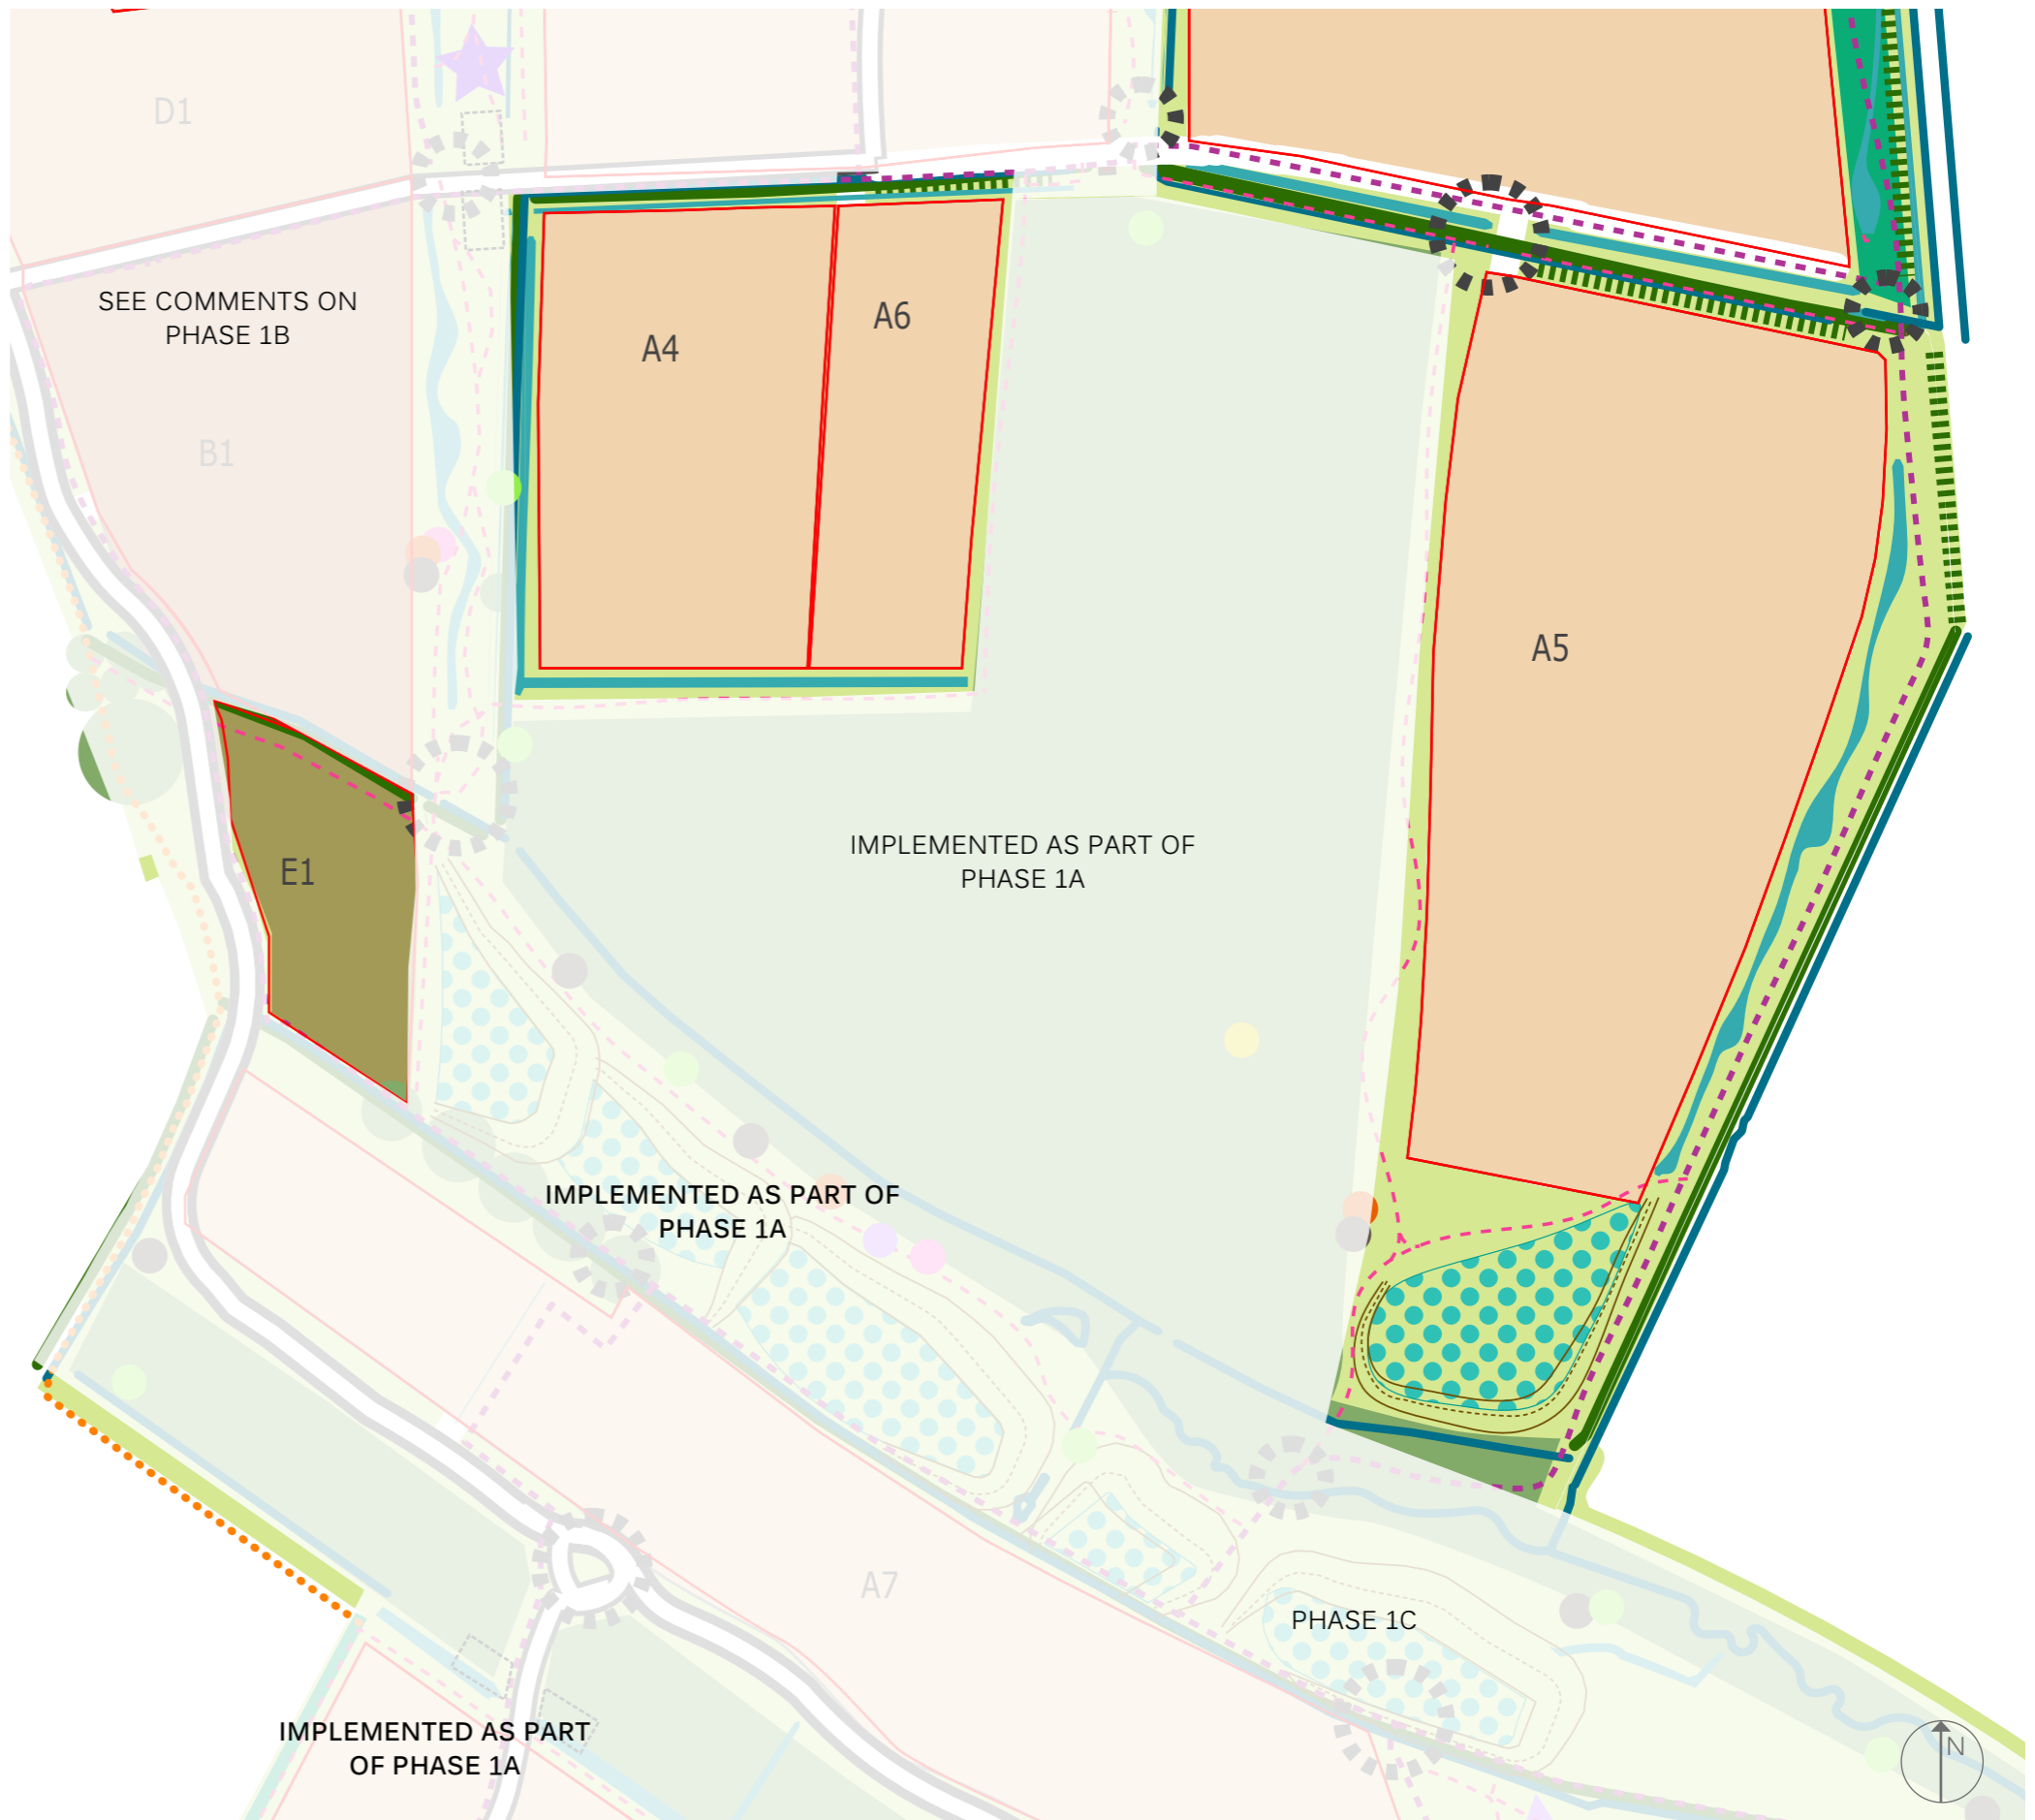 D1
SEE COMMENTS ON
PHASE 1B
A6
A4
B1
A5
IMPLEMENTED AS PART OF
PHASE 1A
E1
IMPLEMENTED AS PART OF
PHASE 1A
A7
PHASE 1C
IMPLEMENTED AS PART
OF PHASE 1A
N